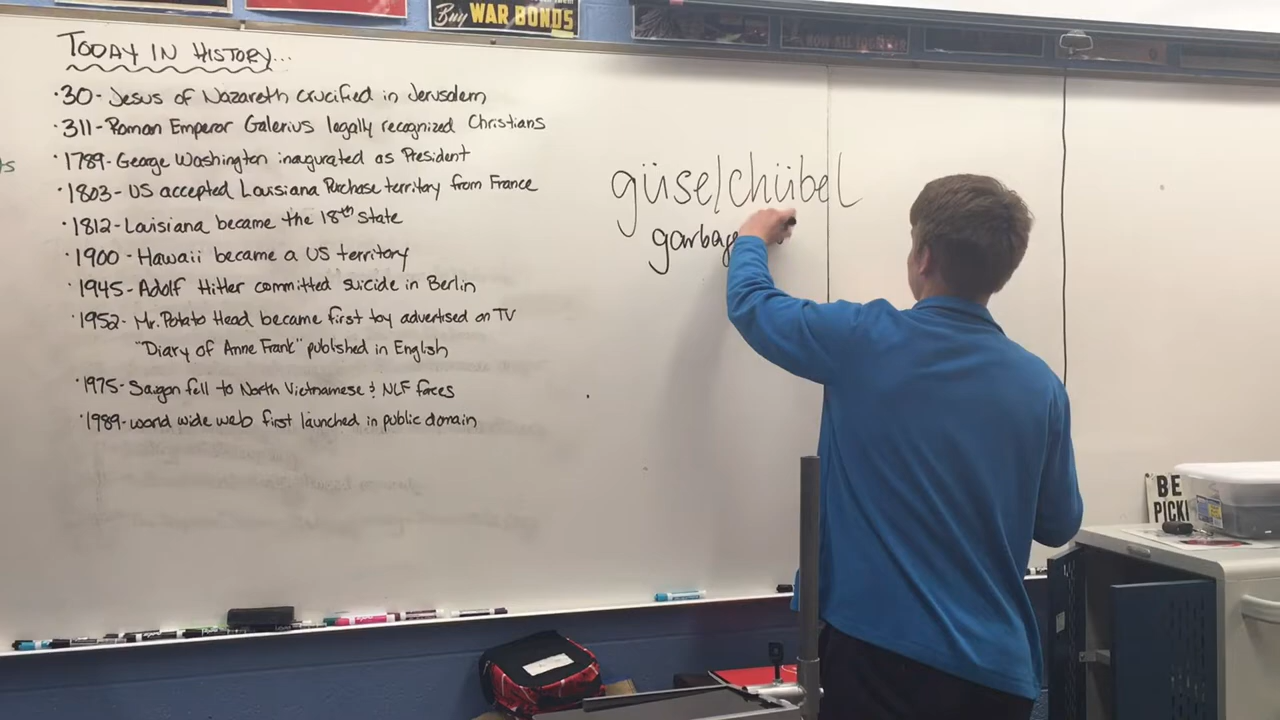 Buy WAR BONDS
TODAY IN HISTORY...
·30- Jesus of Nazareth crucified in Jerusalem
·311- Roman Emperor Galerius legally recognized Christians
·1789- George Washington inaugurated as President
·1803- US accepted Louisiana Purchase territory from France
·1812- Louisiana became the 18th State
·1900- Hawaii became a US territory
·1945- Adolf Hitler committed suicide in Berlin
·1952- Mr. Potato Head became first toy advertised on TV
"Diary of Anne Frank" published in English
·1975- Saigon fell to North Vietnamese & NLF forces
·1989- world wide web first launched in public domain
güsel chübel
garbage
BE
PICKI